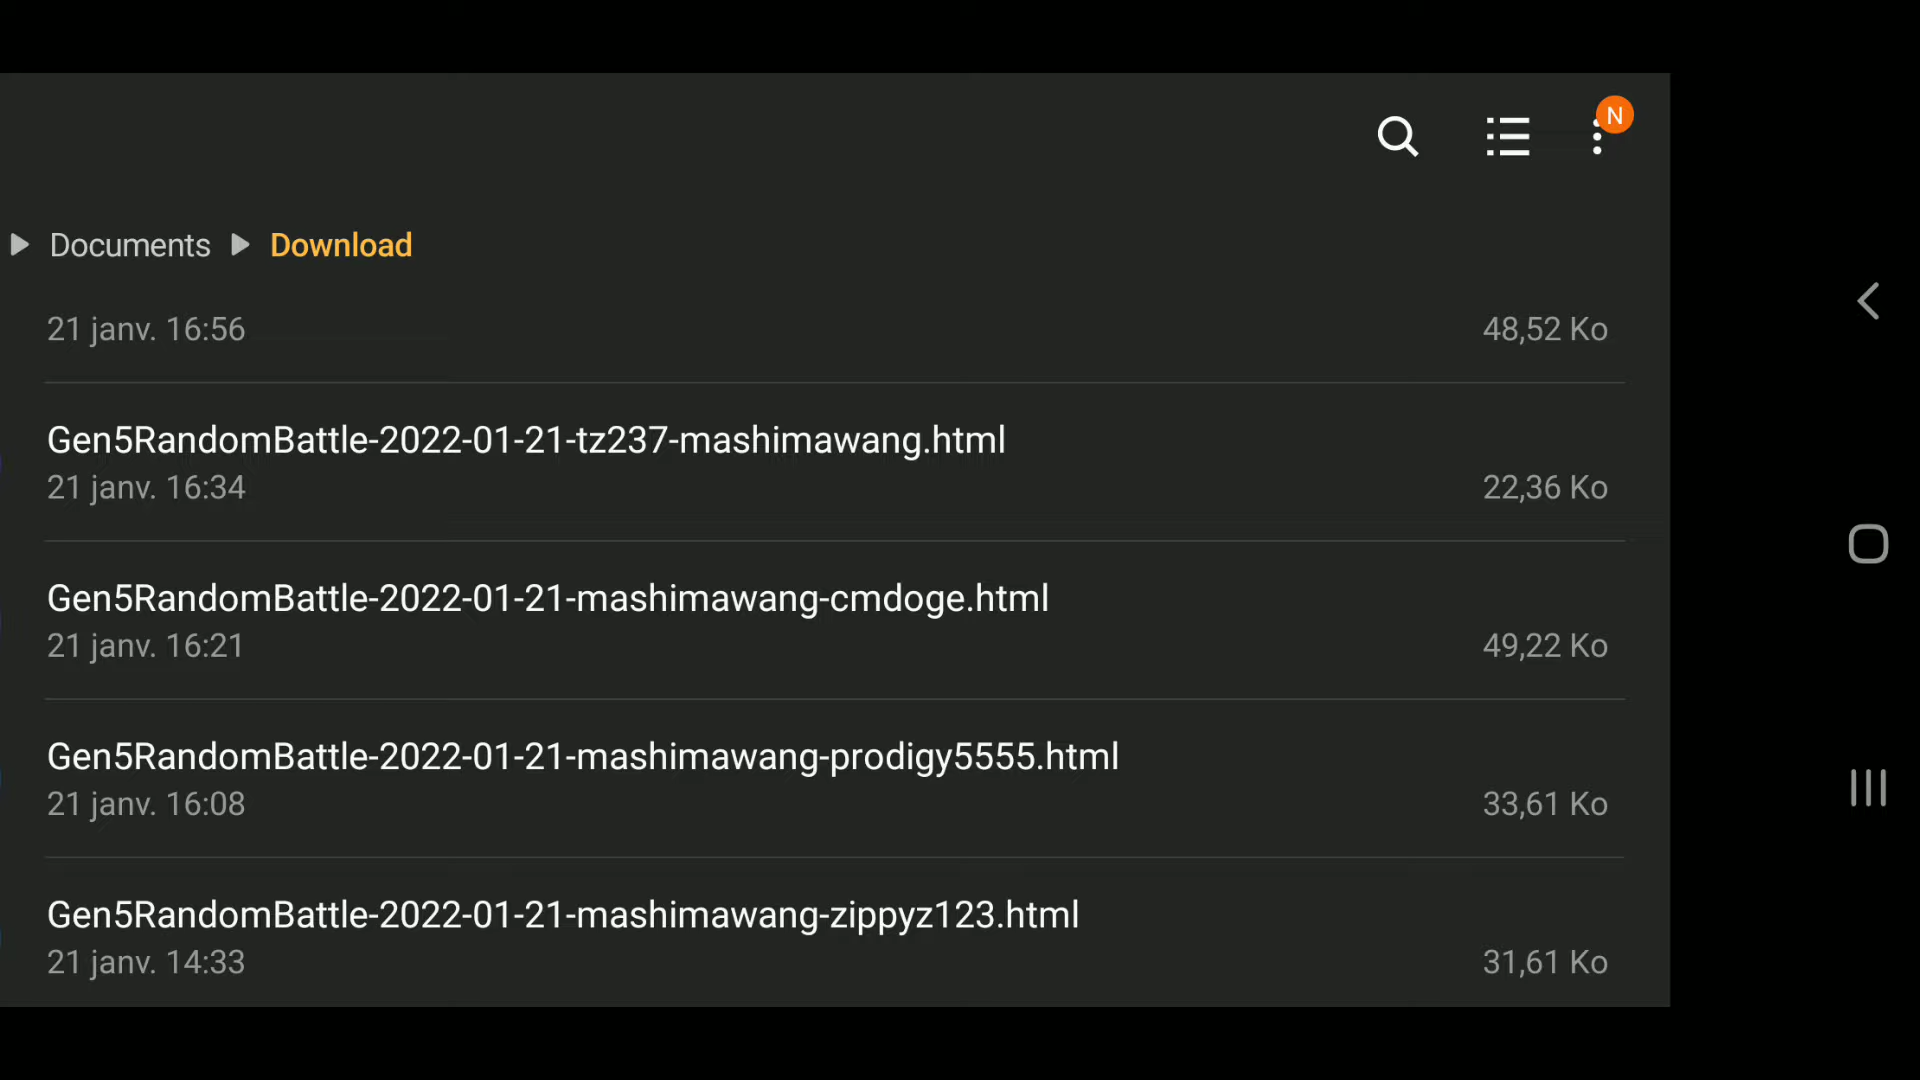 N
Documents ▶ Download
21 janv. 16:56 48,52 Ko
Gen5RandomBattle-2022-01-21-tz237-mashimawang.html
21 janv. 16:34 22,36 Ko
Gen5RandomBattle-2022-01-21-mashimawang-cmdoge.html
21 janv. 16:21 49,22 Ko
Gen5RandomBattle-2022-01-21-mashimawang-prodigy5555.html
21 janv. 16:08 33,61 Ko
Gen5RandomBattle-2022-01-21-mashimawang-zippyz123.html
21 janv. 14:33 31,61 Ko